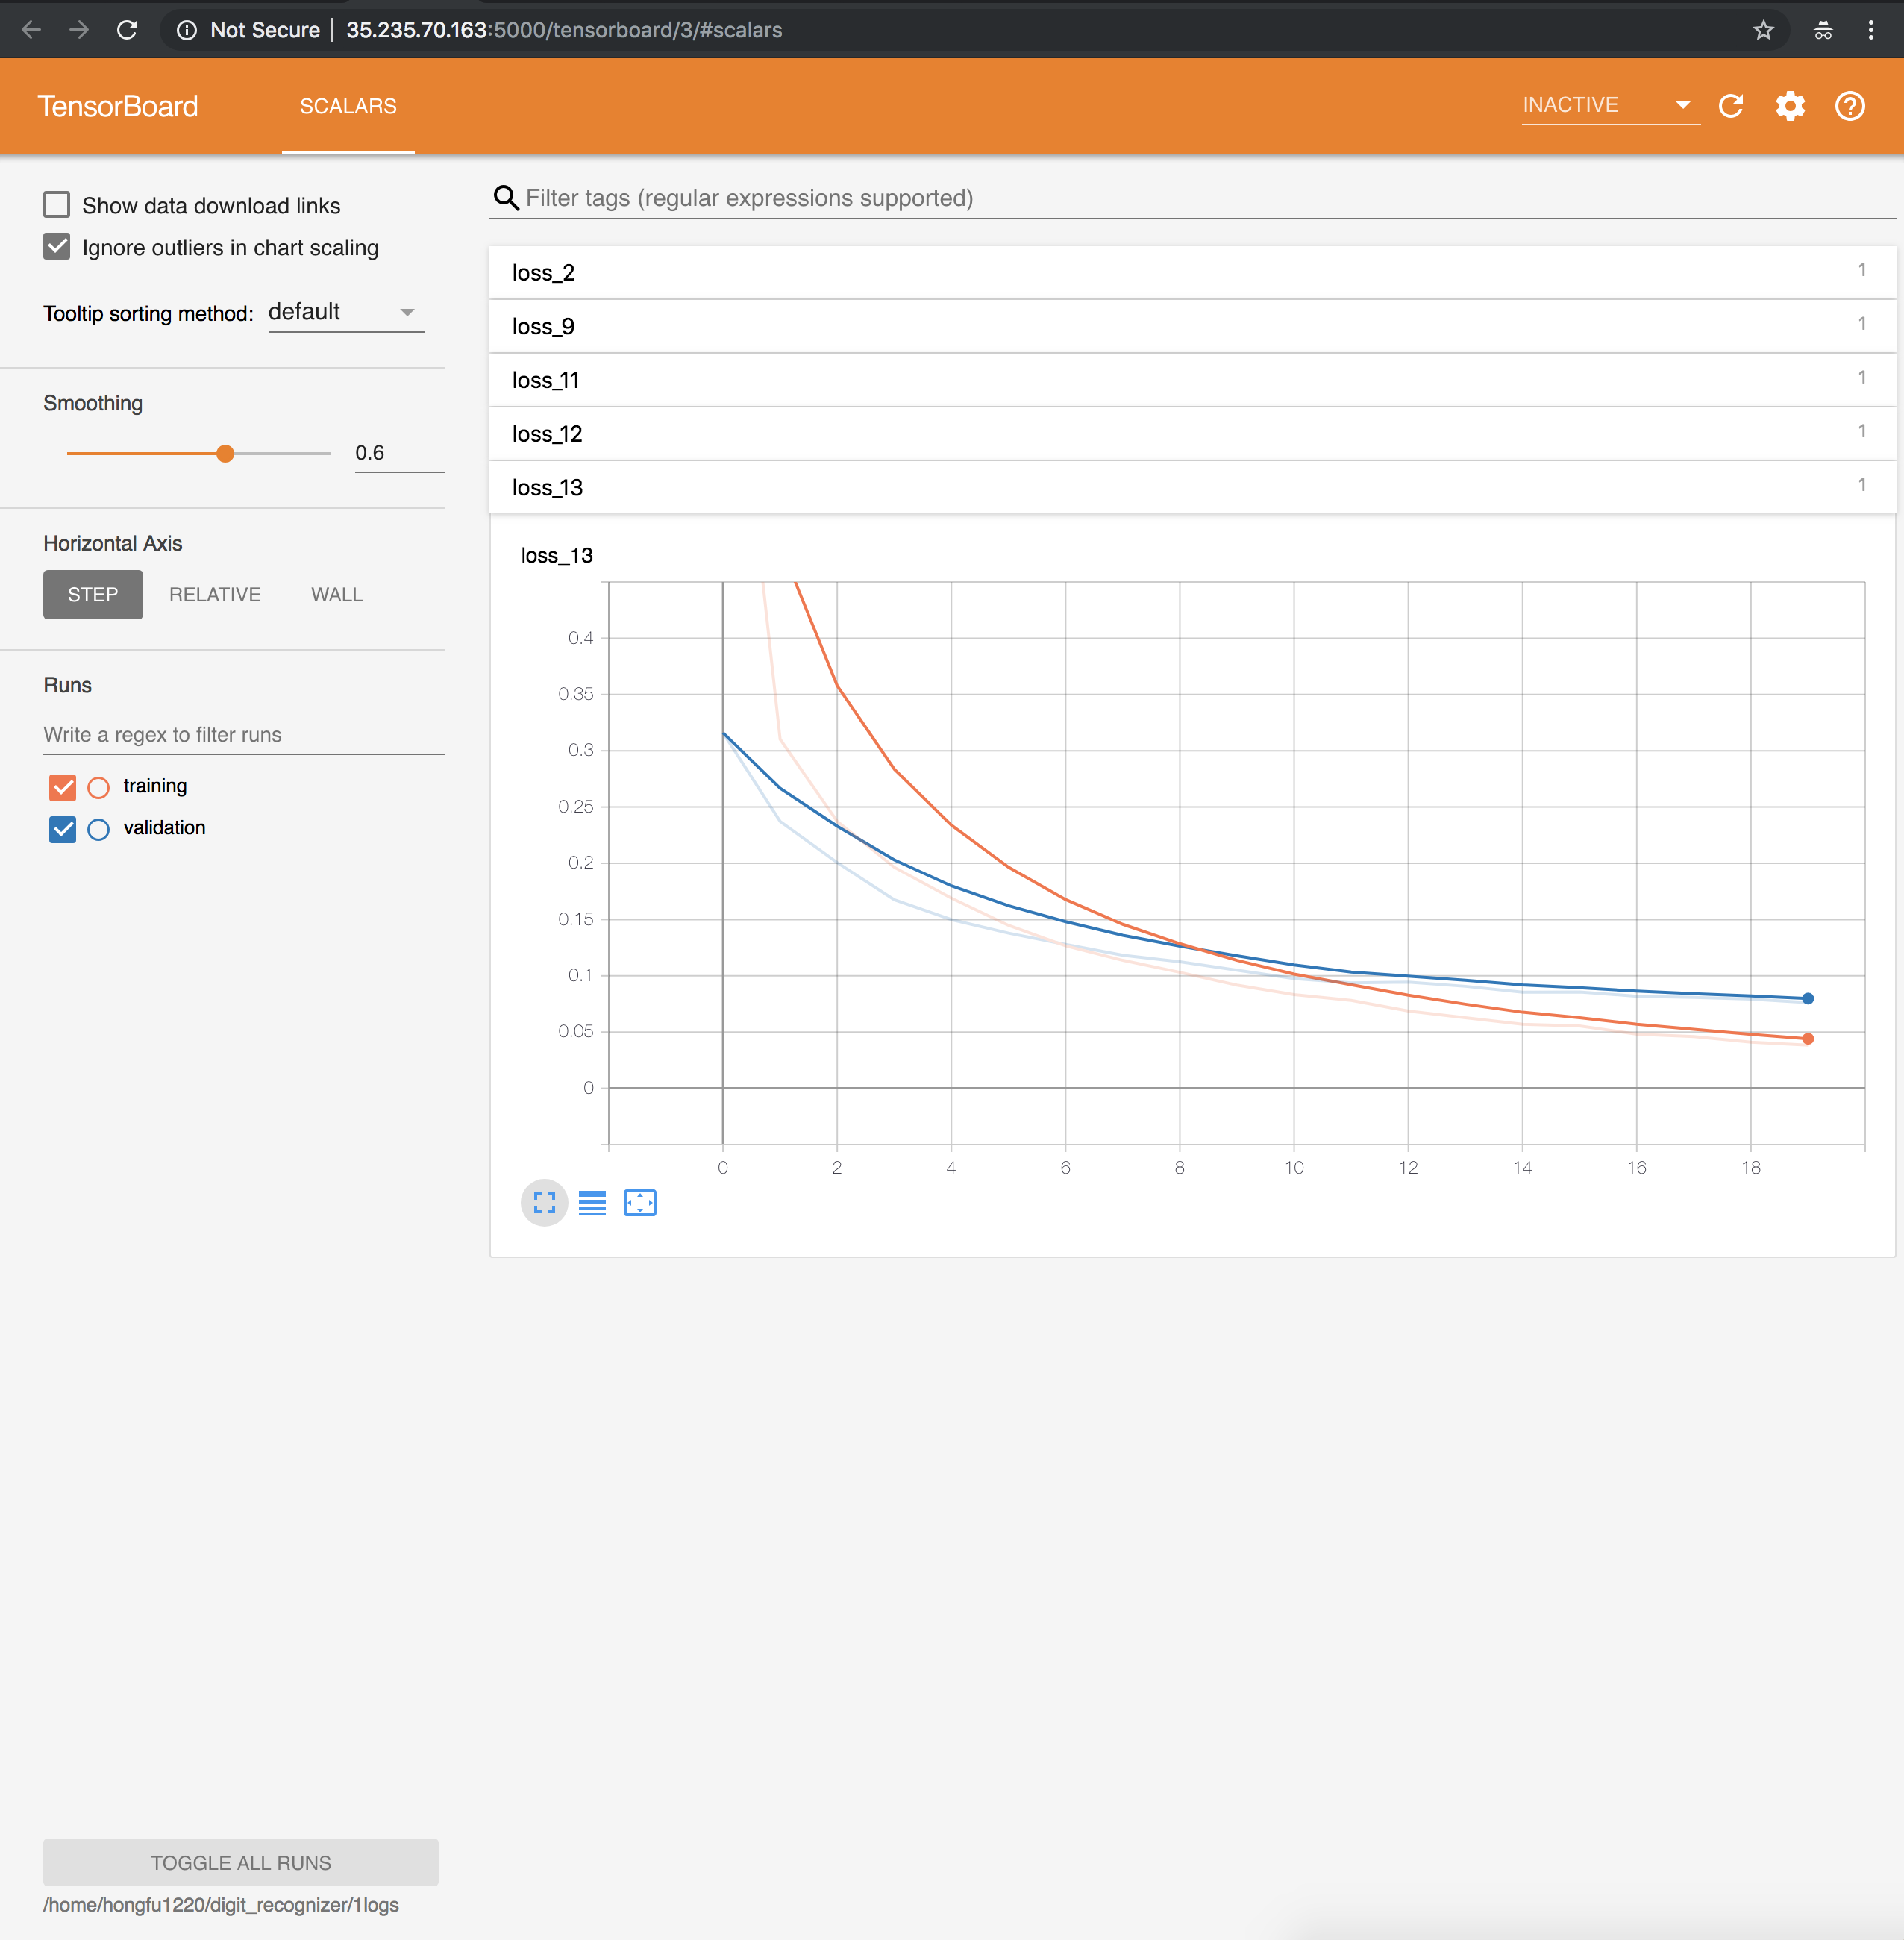 Not Secure | 35.235.70.163:5000/tensorboard/3/#scalars
TensorBoard SCALARS INACTIVE
Show data download links
Ignore outliers in chart scaling
Tooltip sorting method: default
Smoothing
0.6
Horizontal Axis
STEP RELATIVE WALL
Runs
Write a regex to filter runs
training
validation
TOGGLE ALL RUNS
/home/hongfu1220/digit_recognizer/1logs
Filter tags (regular expressions supported)
loss_2 1
loss_9 1
loss_11 1
loss_12 1
loss_13 1
loss_13
0.4
0.35
0.3
0.25
0.2
0.15
0.1
0.05
0
0 2 4 6 8 10 12 14 16 18